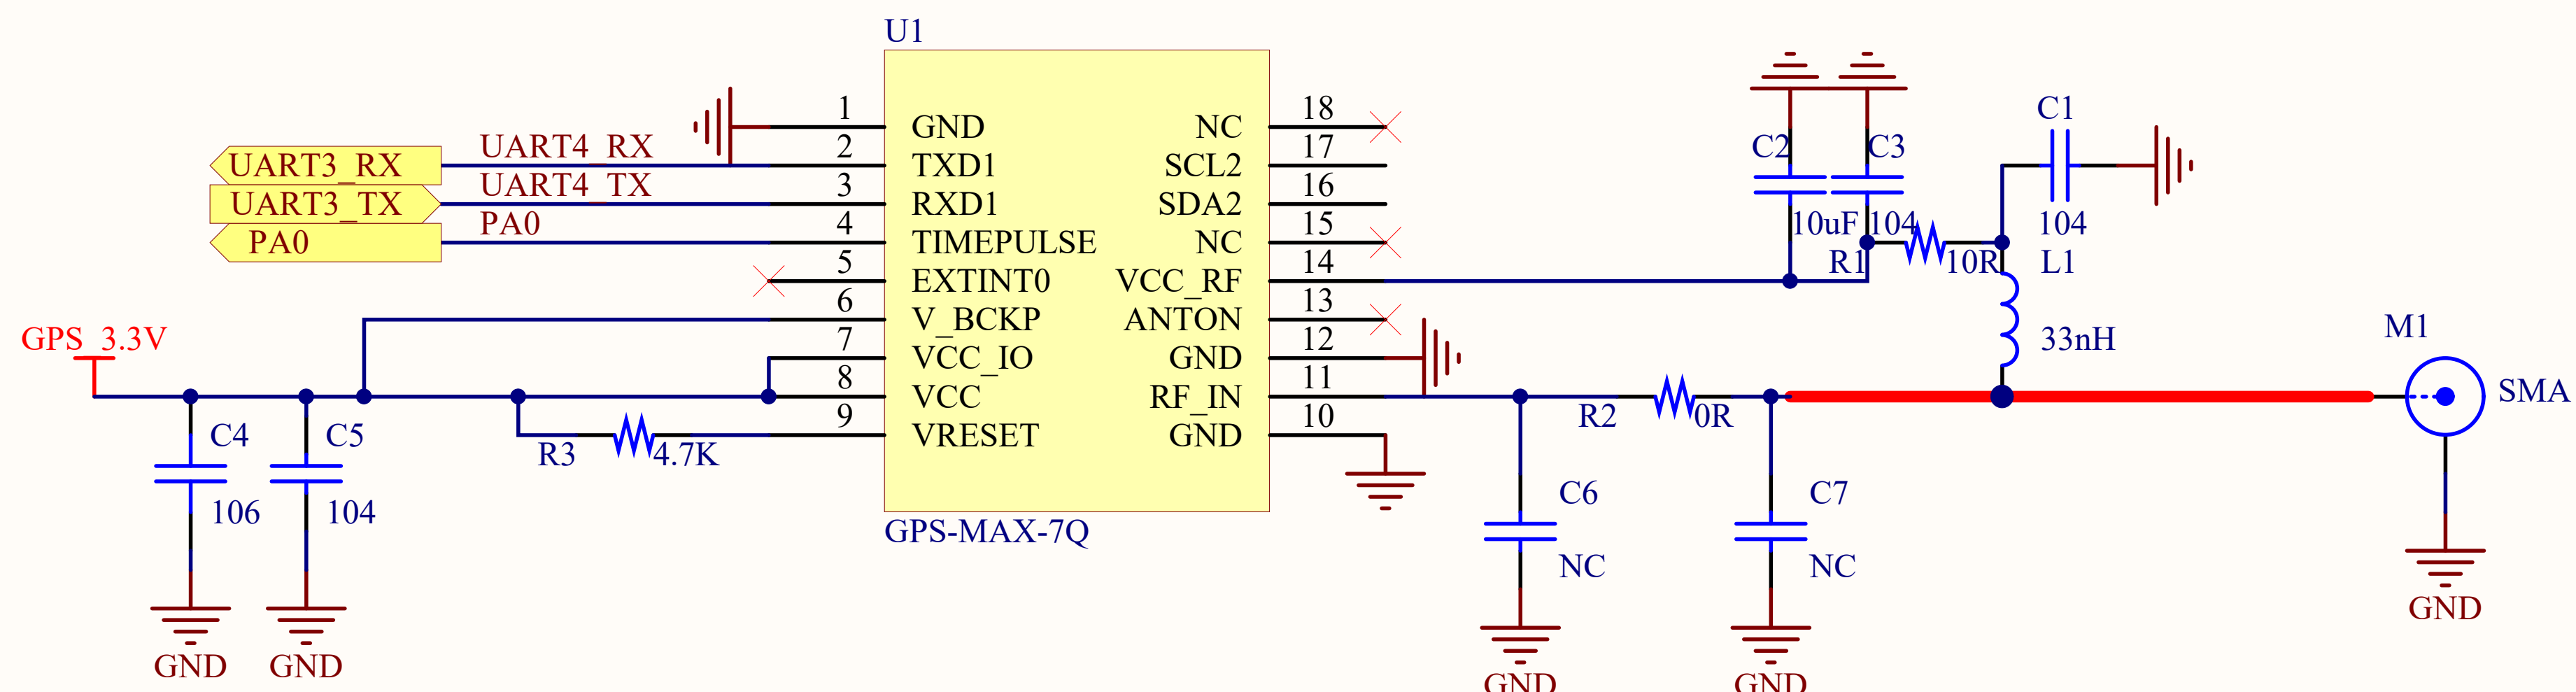 U1
1 GND
2 TXD1
3 RXD1
4 TIMEPULSE
5 EXTINT0
6 V_BCKP
7 VCC_IO
8 VCC
9 VRESET
18 NC
17 SCL2
16 SDA2
15 NC
14 VCC_RF
13 ANTON
12 GND
11 RF_IN
10 GND
GPS-MAX-7Q
UART3_RX
UART3_TX
PA0
UART4_RX
UART4_TX
PA0
GPS_3.3V
C4
106
GND
C5
104
GND
R3
4.7K
C2
10uF
C3
104
R1
10R
C1
104
L1
33nH
R2
0R
C6
NC
GND
C7
NC
GND
M1
SMA
GND